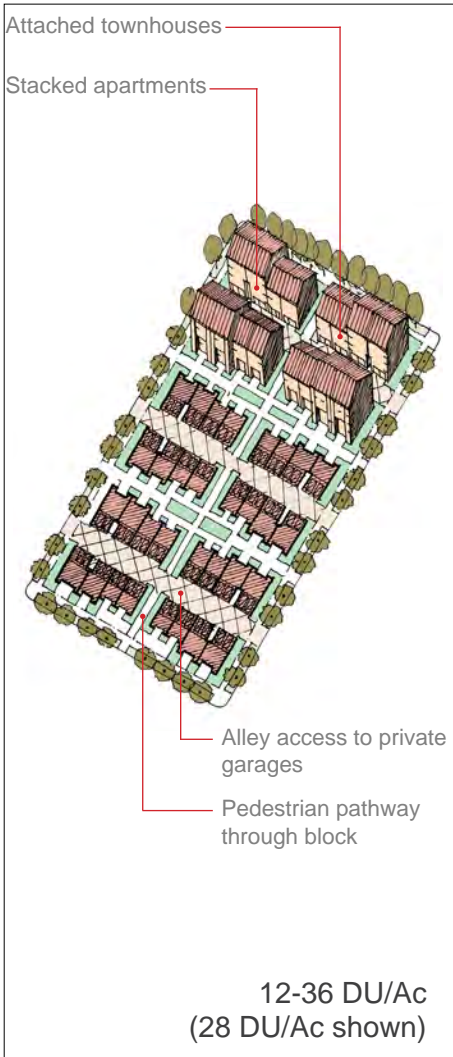 Attached townhouses
Stacked apartments
Alley access to private
garages
Pedestrian pathway
through block
12-36 DU/Ac
(28 DU/Ac shown)